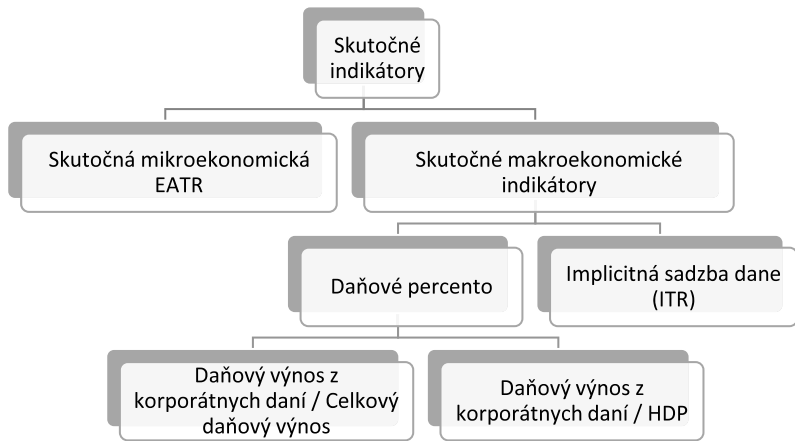 Skutočné
indikátory
Skutočná mikroekonomická
EATR
Skutočné makroekonomické
indikátory
Daňové percento
Implicitná sadzba dane
(ITR)
Daňový výnos z
korporátnych daní / Celkový
daňový výnos
Daňový výnos z
korporátnych daní / HDP